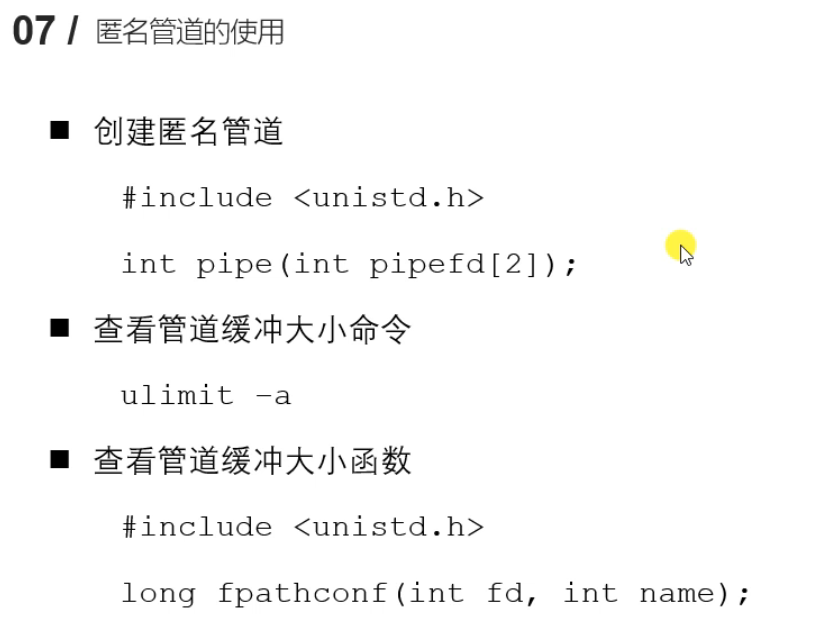 07 / 匿名管道的使用
■ 创建匿名管道
#include <unistd.h>
int pipe(int pipefd[2]);
■ 查看管道缓冲大小命令
ulimit –a
■ 查看管道缓冲大小函数
#include <unistd.h>
long fpathconf(int fd, int name);